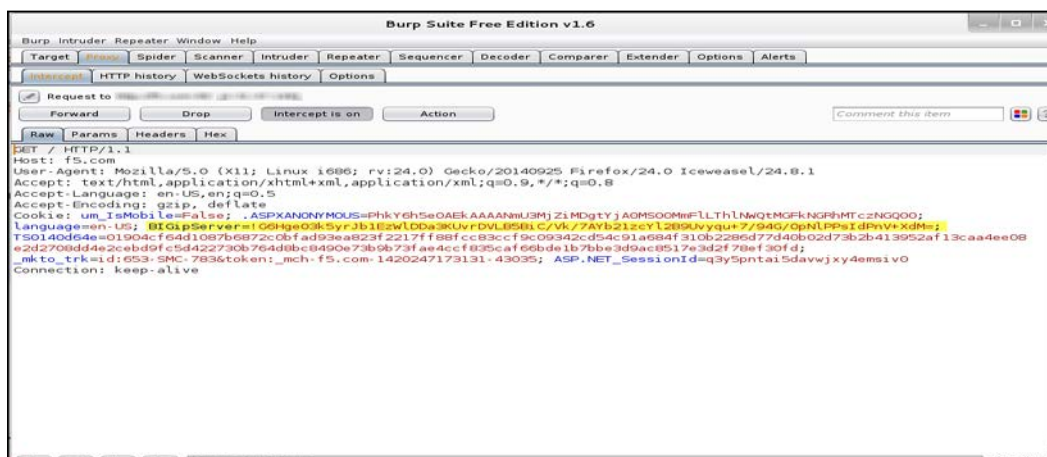 Burp Suite Free Edition v1.6
Burp Intruder Repeater Window Help
Target Proxy Spider Scanner Intruder Repeater Sequencer Decoder Comparer Extender Options Alerts
Intercept HTTP history WebSockets history Options
Request to
Forward Drop Intercept is on Action Comment this item
Raw Params Headers Hex
GET / HTTP/1.1
Host: f5.com
User-Agent: Mozilla/5.0 (X11; Linux i686; rv:24.0) Gecko/20140925 Firefox/24.0 Iceweasel/24.8.1
Accept: text/html,application/xhtml+xml,application/xml;q=0.9,*/*;q=0.8
Accept-Language: en-US,en;q=0.5
Accept-Encoding: gzip, deflate
Cookie: um_IsMobile=False; .ASPXANONYMOUS=PhkY6h5e0AEkAAAANmU3MjZiMDgtYjA0MS00MmFlLThlNWQtMGFkNGRhMTczNGQ0O;
language=en-US; BIGipServer=!G6HgeO3k5yrJb1EzWlDDa3KUvrDVLB5BiC/Vk/7AYb21zcYl2B9Uvyqu+7/94G/OpNlPPsIdPnV+XdM=;
TS0140d64e=01904cf64d1087b6872c0bfad93ea823f2217ff88fcc83ccf9c09342cd54c91a684f310b2286d77d40b02d73b2b413952af13caa4ee08
e2d2708dd4e2cebd9fc5d422730b764d8bc8490e73b9b73fae4ccf835caf66bde1b7bbe3d9ac8517e3d2f78ef30fd;
_mkto_trk=id:653-SMC-783&token:_mch-f5.com-1420247173131-43035; ASP.NET_SessionId=q3y5pntai5davwjxy4emsiv0
Connection: keep-alive